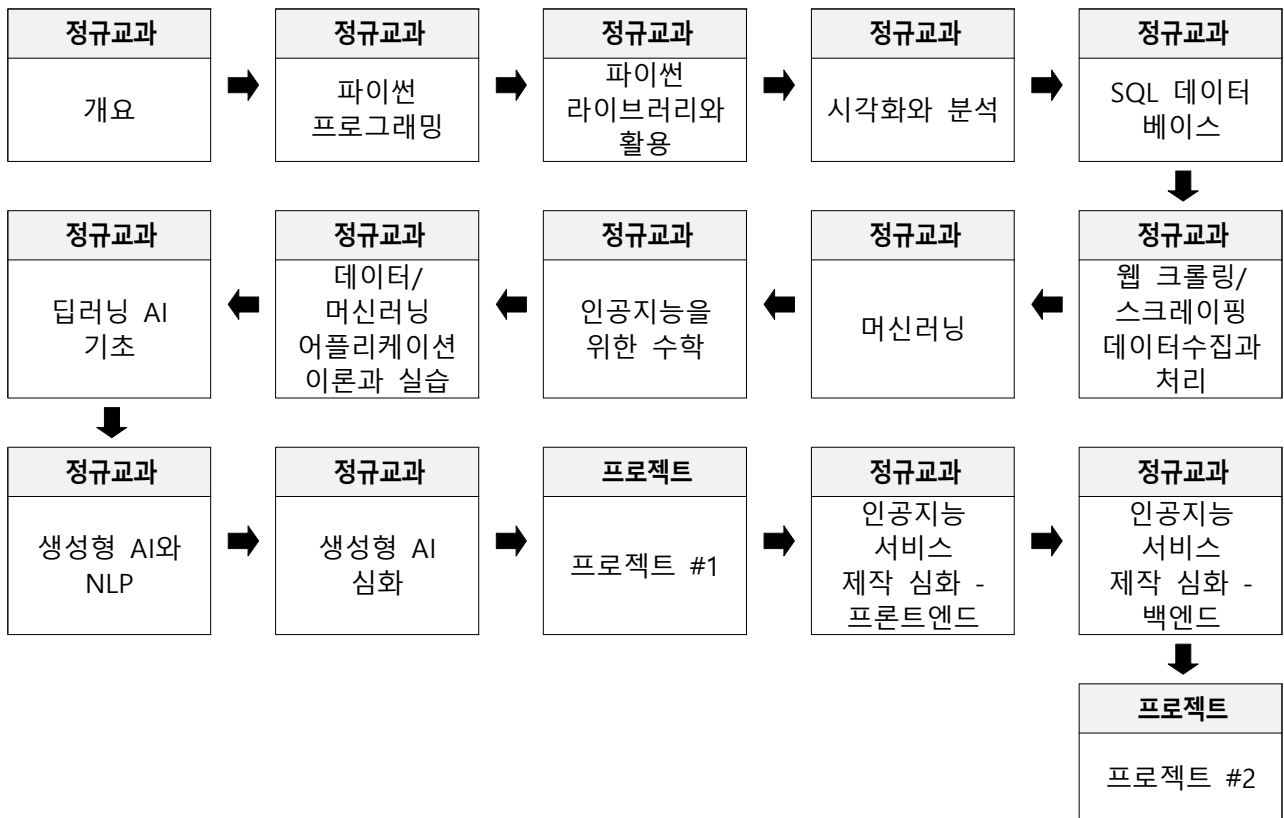 정규교과
개요
정규교과
파이썬
프로그래밍
정규교과
파이썬
라이브러리와
활용
정규교과
시각화와 분석
정규교과
SQL 데이터
베이스
정규교과
웹 크롤링/
스크레이핑
데이터수집과
처리
정규교과
머신러닝
정규교과
인공지능을
위한 수학
정규교과
데이터/
머신러닝
어플리케이션
이론과 실습
정규교과
딥러닝 AI
기초
정규교과
생성형 AI와
NLP
정규교과
생성형 AI
심화
프로젝트
프로젝트 #1
정규교과
인공지능
서비스
제작 심화 -
프론트엔드
정규교과
인공지능
서비스
제작 심화 -
백엔드
프로젝트
프로젝트 #2